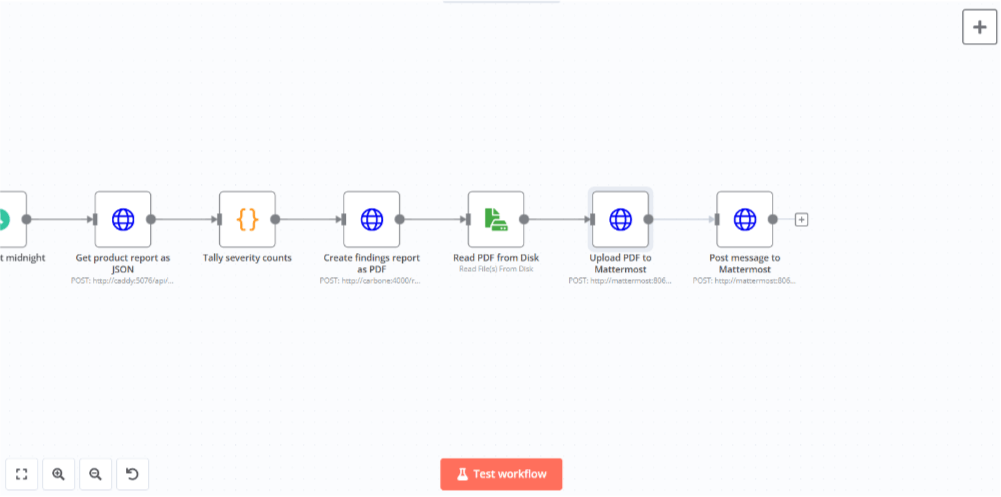 t midnight
Get product report as
JSON
POST: http://caddy:5076/api/...
{}
Tally severity counts
Create findings report
as PDF
POST: http://carbone:4000/r...
Read PDF from Disk
Read File(s) From Disk
Upload PDF to
Mattermost
POST: http://mattermost:806...
Post message to
Mattermost
POST: http://mattermost:806...
Test workflow